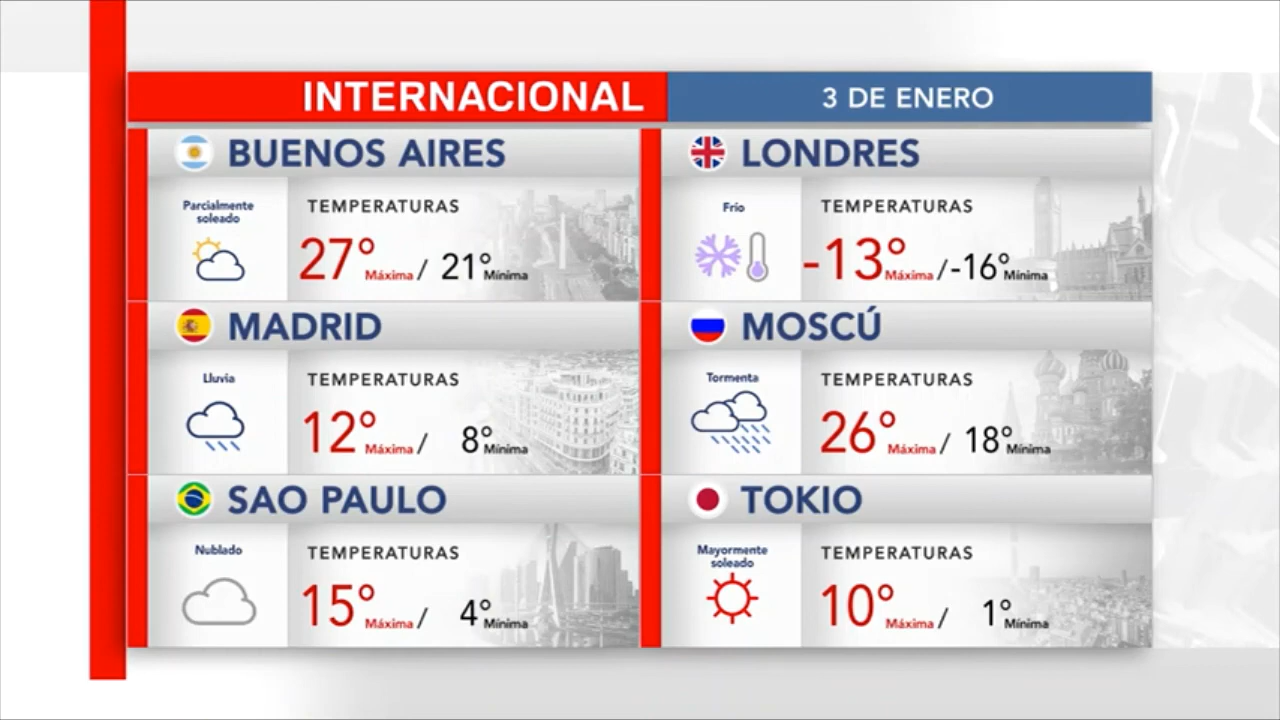 INTERNACIONAL
3 DE ENERO
BUENOS AIRES
Parcialmente
soleado
TEMPERATURAS
27° Máxima / 21° Mínima
LONDRES
Frío
TEMPERATURAS
-13° Máxima /-16° Mínima
MADRID
Lluvia
TEMPERATURAS
12° Máxima / 8° Mínima
MOSCÚ
Tormenta
TEMPERATURAS
26° Máxima / 18° Mínima
SAO PAULO
Nublado
TEMPERATURAS
15° Máxima / 4° Mínima
TOKIO
Mayormente
soleado
TEMPERATURAS
10° Máxima / 1° Mínima